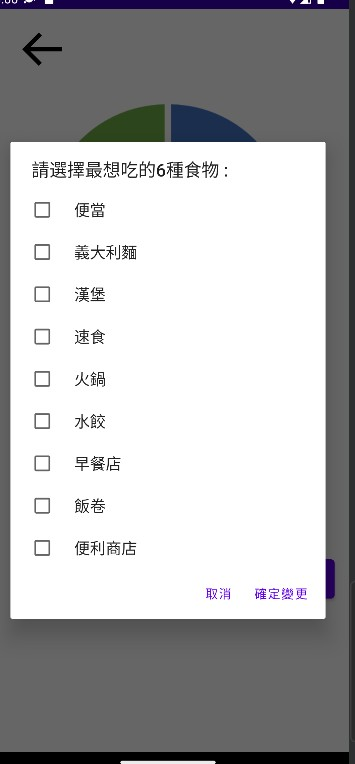 請選擇最想吃的6種食物 :
便當
義大利麵
漢堡
速食
火鍋
水餃
早餐店
飯卷
便利商店
取消 確定變更